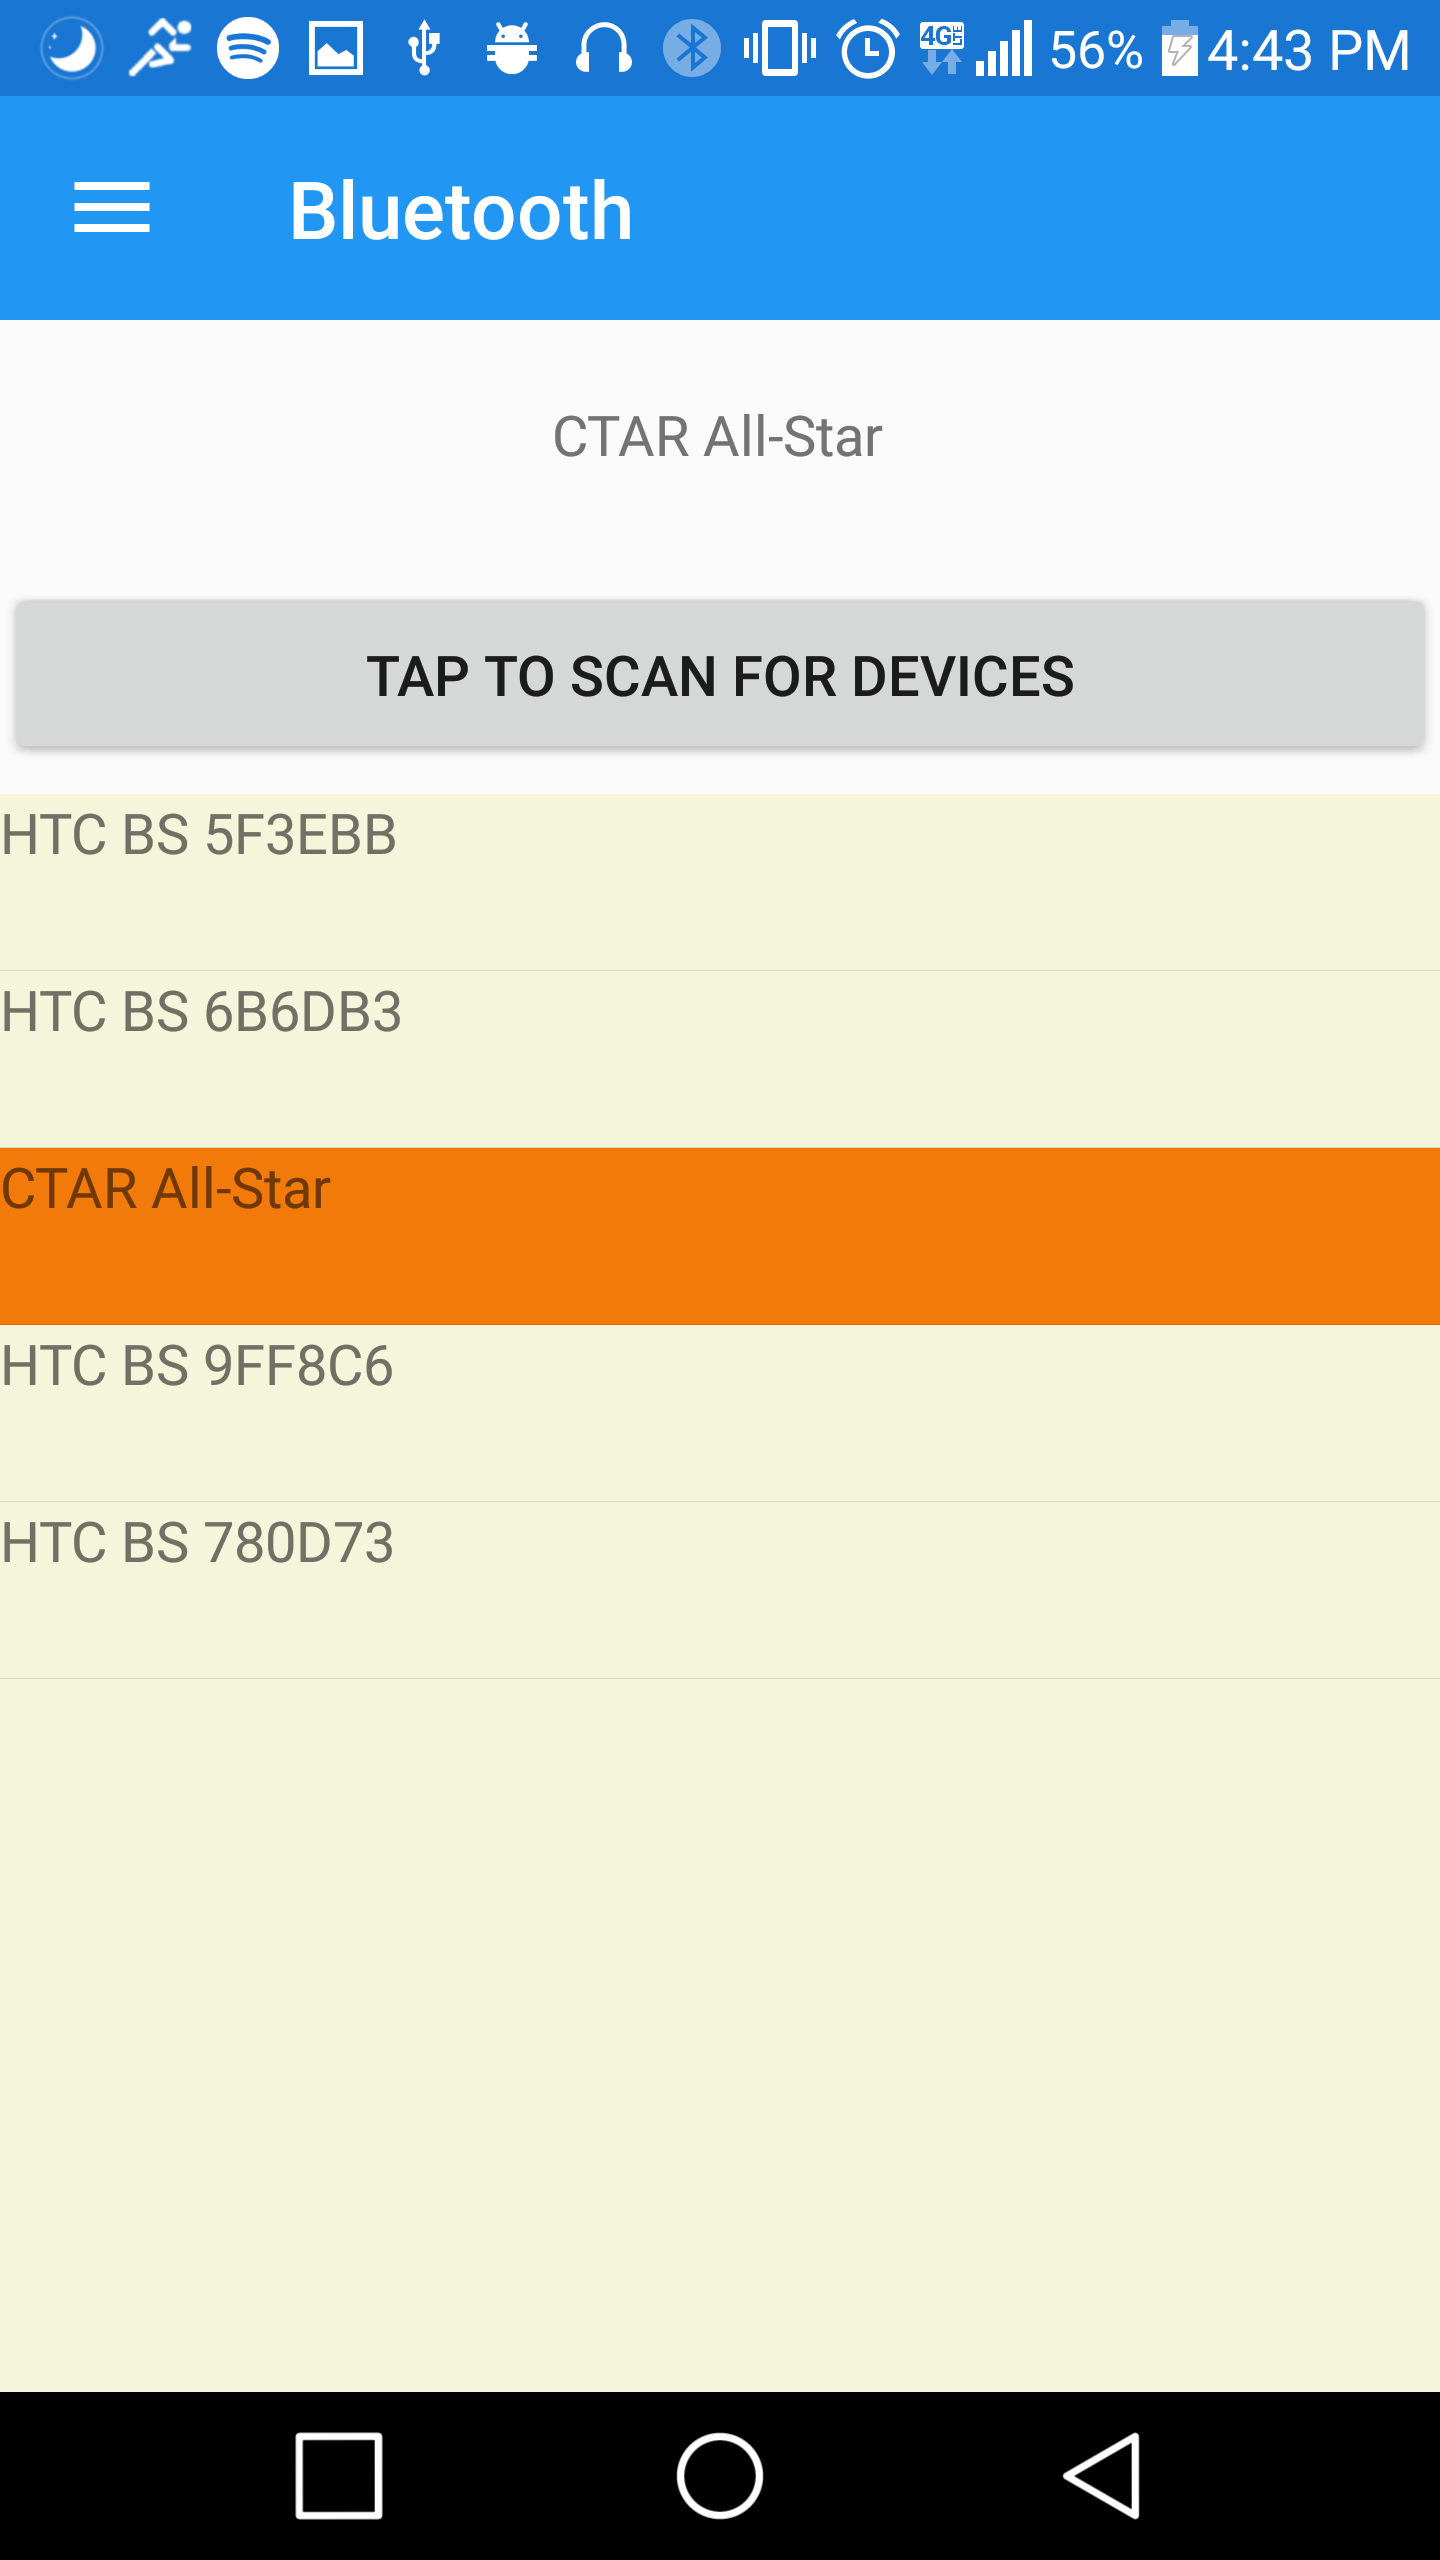 4G LTE 56% 4:43 PM
Bluetooth
CTAR All-Star
TAP TO SCAN FOR DEVICES
HTC BS 5F3EBB
HTC BS 6B6DB3
CTAR All-Star
HTC BS 9FF8C6
HTC BS 780D73